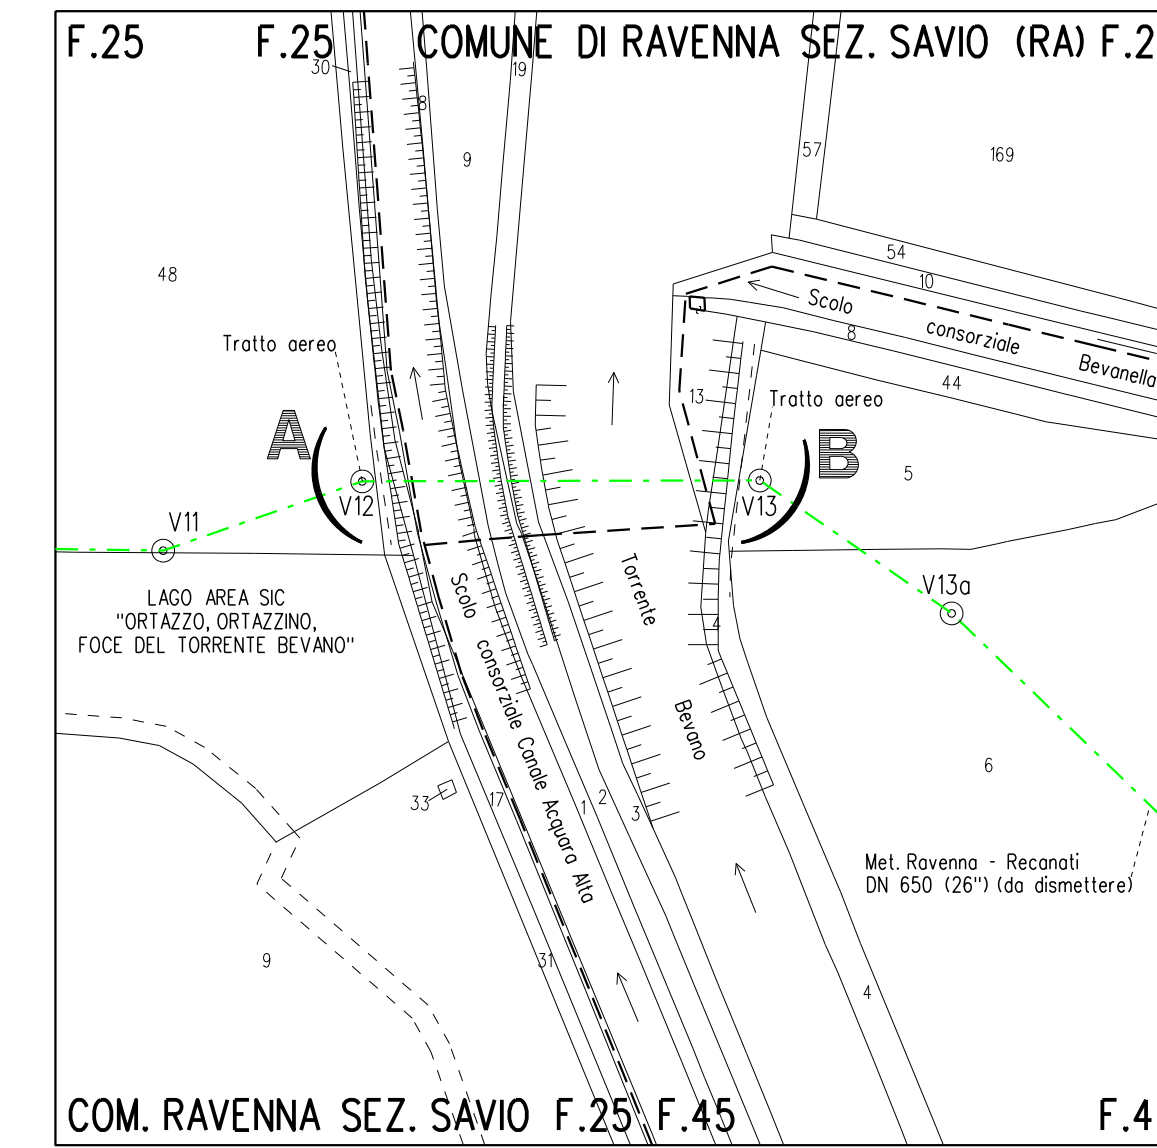 F.25 F.25 COMUNE DI RAVENNA SEZ. SAVIO (RA) F.2
30
19
8
9
57
169
48
54
10
Scolo consorziale Bevanella
8
Tratto aereo
44
13
Tratto aereo
A
B
5
V12
V13
V11
V13a
LAGO AREA SIC
"ORTAZZO, ORTAZZINO,
FOCE DEL TORRENTE BEVANO"
Torrente Bevano
4
Scolo consorziale Canale Acquara Alta
6
33
17
1
2
3
Met. Ravenna - Recanati
DN 650 (26") (da dismettere)
9
31
4
COM. RAVENNA SEZ. SAVIO F.25 F.45
F.4